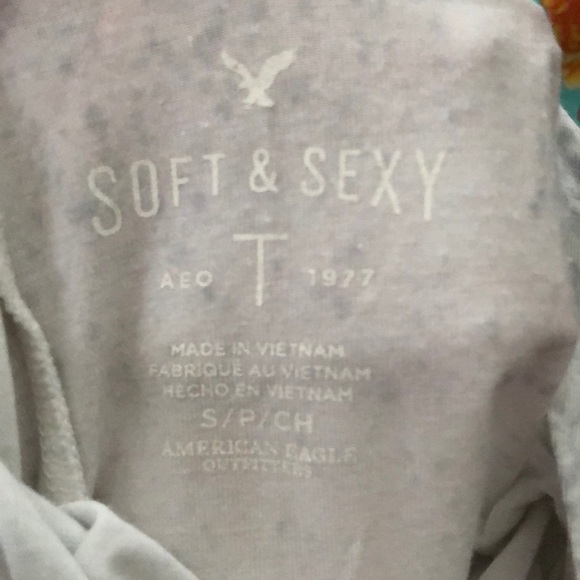 SOFT & SEXY
T
AEO 1977
MADE IN VIETNAM
FABRIQUÉ AU VIETNAM
HECHO EN VIETNAM
S/P/CH
AMERICAN EAGLE
OUTFITTERS